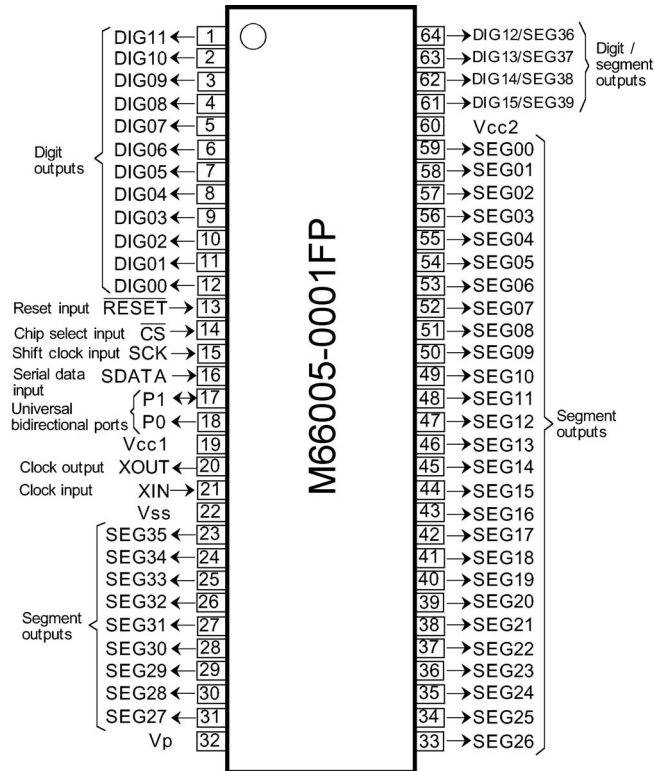 DIG11 1
DIG10 2
DIG09 3
DIG08 4
DIG07 5
DIG06 6
DIG05 7
DIG04 8
DIG03 9
DIG02 10
DIG01 11
DIG00 12
Digit
outputs
Reset input RESET 13
Chip select input CS 14
Shift clock input SCK 15
Serial data
input
SDATA 16
Universal
bidirectional ports
P1 17
P0 18
Vcc1 19
Clock output XOUT 20
Clock input XIN 21
Vss 22
SEG35 23
SEG34 24
SEG33 25
SEG32 26
SEG31 27
SEG30 28
SEG29 29
SEG28 30
SEG27 31
Segment
outputs
Vp 32
M66005-0001FP
64 DIG12/SEG36
63 DIG13/SEG37
62 DIG14/SEG38
61 DIG15/SEG39
Digit /
segment
outputs
60 Vcc2
59 SEG00
58 SEG01
57 SEG02
56 SEG03
55 SEG04
54 SEG05
53 SEG06
52 SEG07
51 SEG08
50 SEG09
49 SEG10
48 SEG11
47 SEG12
46 SEG13
45 SEG14
44 SEG15
43 SEG16
42 SEG17
41 SEG18
40 SEG19
39 SEG20
38 SEG21
37 SEG22
36 SEG23
35 SEG24
34 SEG25
33 SEG26
Segment
outputs